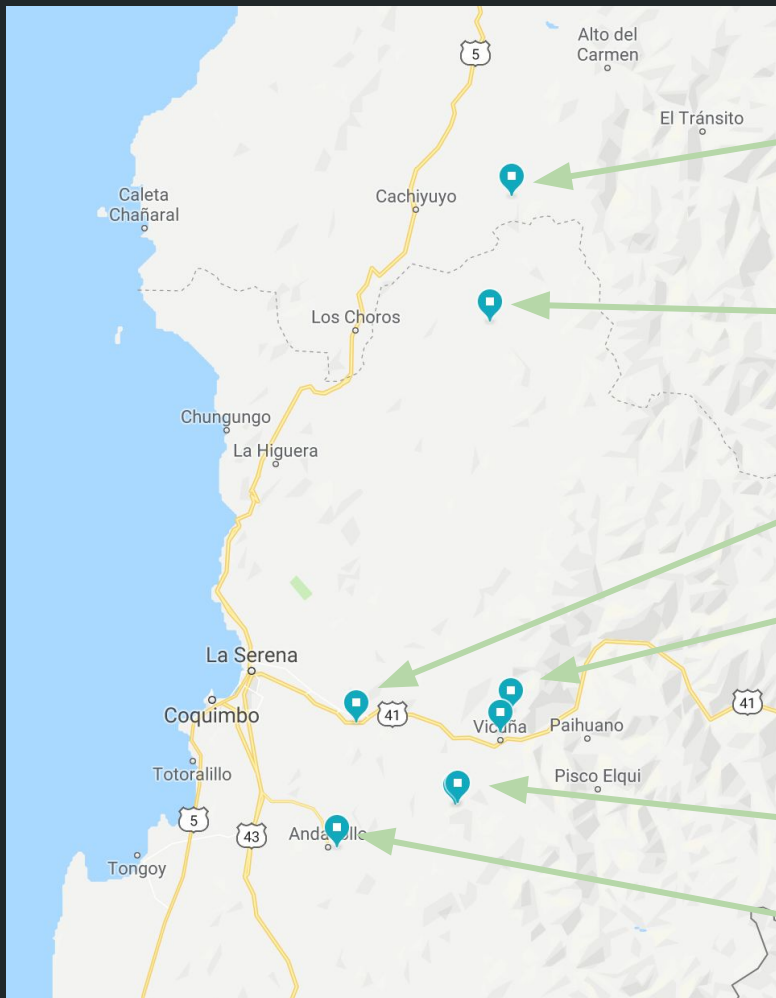 5
Alto del
Carmen
El Tránsito
Caleta
Chañaral
Cachiyuyo
Los Choros
Chungungo
La Higuera
La Serena
Coquimbo
41
41
Vicuña
Paihuano
Totoralillo
Pisco Elqui
5
43
Tongoy